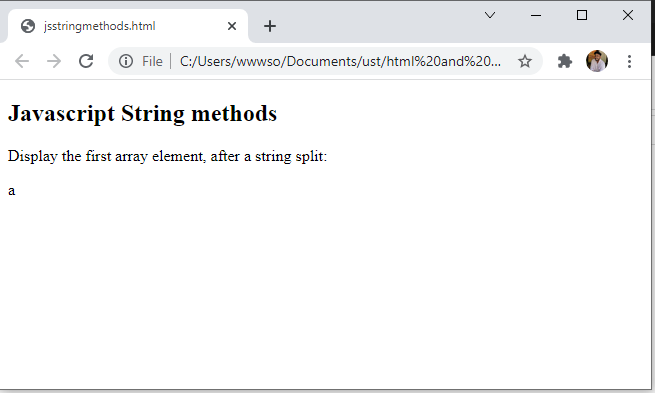 jsstringmethods.html
File | C:/Users/wwwso/Documents/ust/html%20and%20...
Javascript String methods
Display the first array element, after a string split:
a